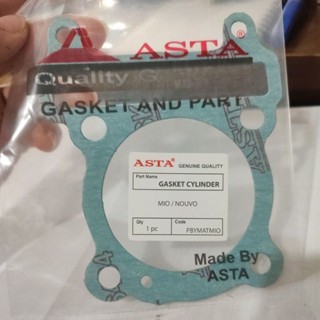 ASTA®
Quality G
GASKET AND PART
ASTA® GENUINE QUALITY
Part Name
GASKET CYLINDER
MIO / NOUVO
Qty
Code
1 pc
PBYMATMIO
Made By
ASTA